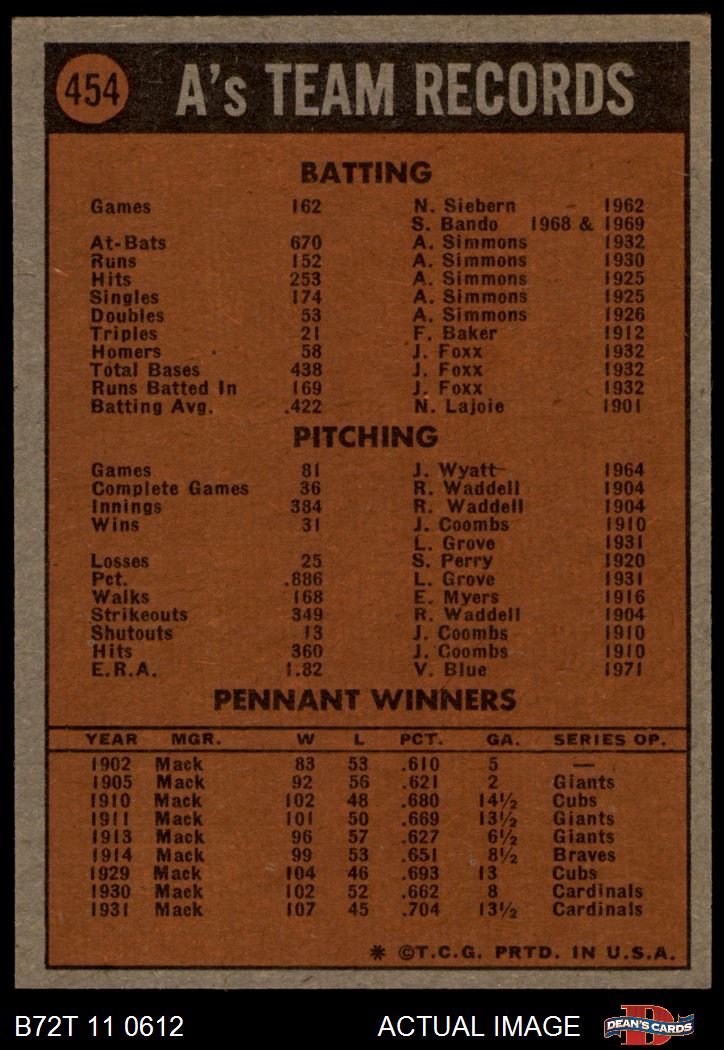 454 A's TEAM RECORDS
BATTING
Games 162 N. Siebern 1962
S. Bando 1968 & 1969
At-Bats 670 A. Simmons 1932
Runs 152 A. Simmons 1930
Hits 253 A. Simmons 1925
Singles 174 A. Simmons 1925
Doubles 53 A. Simmons 1926
Triples 21 F. Baker 1912
Homers 58 J. Foxx 1932
Total Bases 438 J. Foxx 1932
Runs Batted In 169 J. Foxx 1932
Batting Avg. .422 N. Lajoie 1901
PITCHING
Games 81 J. Wyatt 1964
Complete Games 36 R. Waddell 1904
Innings 384 R. Waddell 1904
Wins 31 J. Coombs 1910
L. Grove 1931
Losses 25 S. Perry 1920
Pct. .886 L. Grove 1931
Walks 168 E. Myers 1916
Strikeouts 349 R. Waddell 1904
Shutouts 13 J. Coombs 1910
Hits 360 J. Coombs 1910
E.R.A. 1.82 V. Blue 1971
PENNANT WINNERS
YEAR MGR. W L PCT. GA. SERIES OP.
1902 Mack 83 53 .610 5 —
1905 Mack 92 56 .621 2 Giants
1910 Mack 102 48 .680 14½ Cubs
1911 Mack 101 50 .669 13½ Giants
1913 Mack 96 57 .627 6½ Giants
1914 Mack 99 53 .651 8½ Braves
1929 Mack 104 46 .693 13 Cubs
1930 Mack 102 52 .662 8 Cardinals
1931 Mack 107 45 .704 13½ Cardinals
* ©T.C.G. PRTD. IN U.S.A.
B72T 11 0612 ACTUAL IMAGE D DEAN'S CARDS